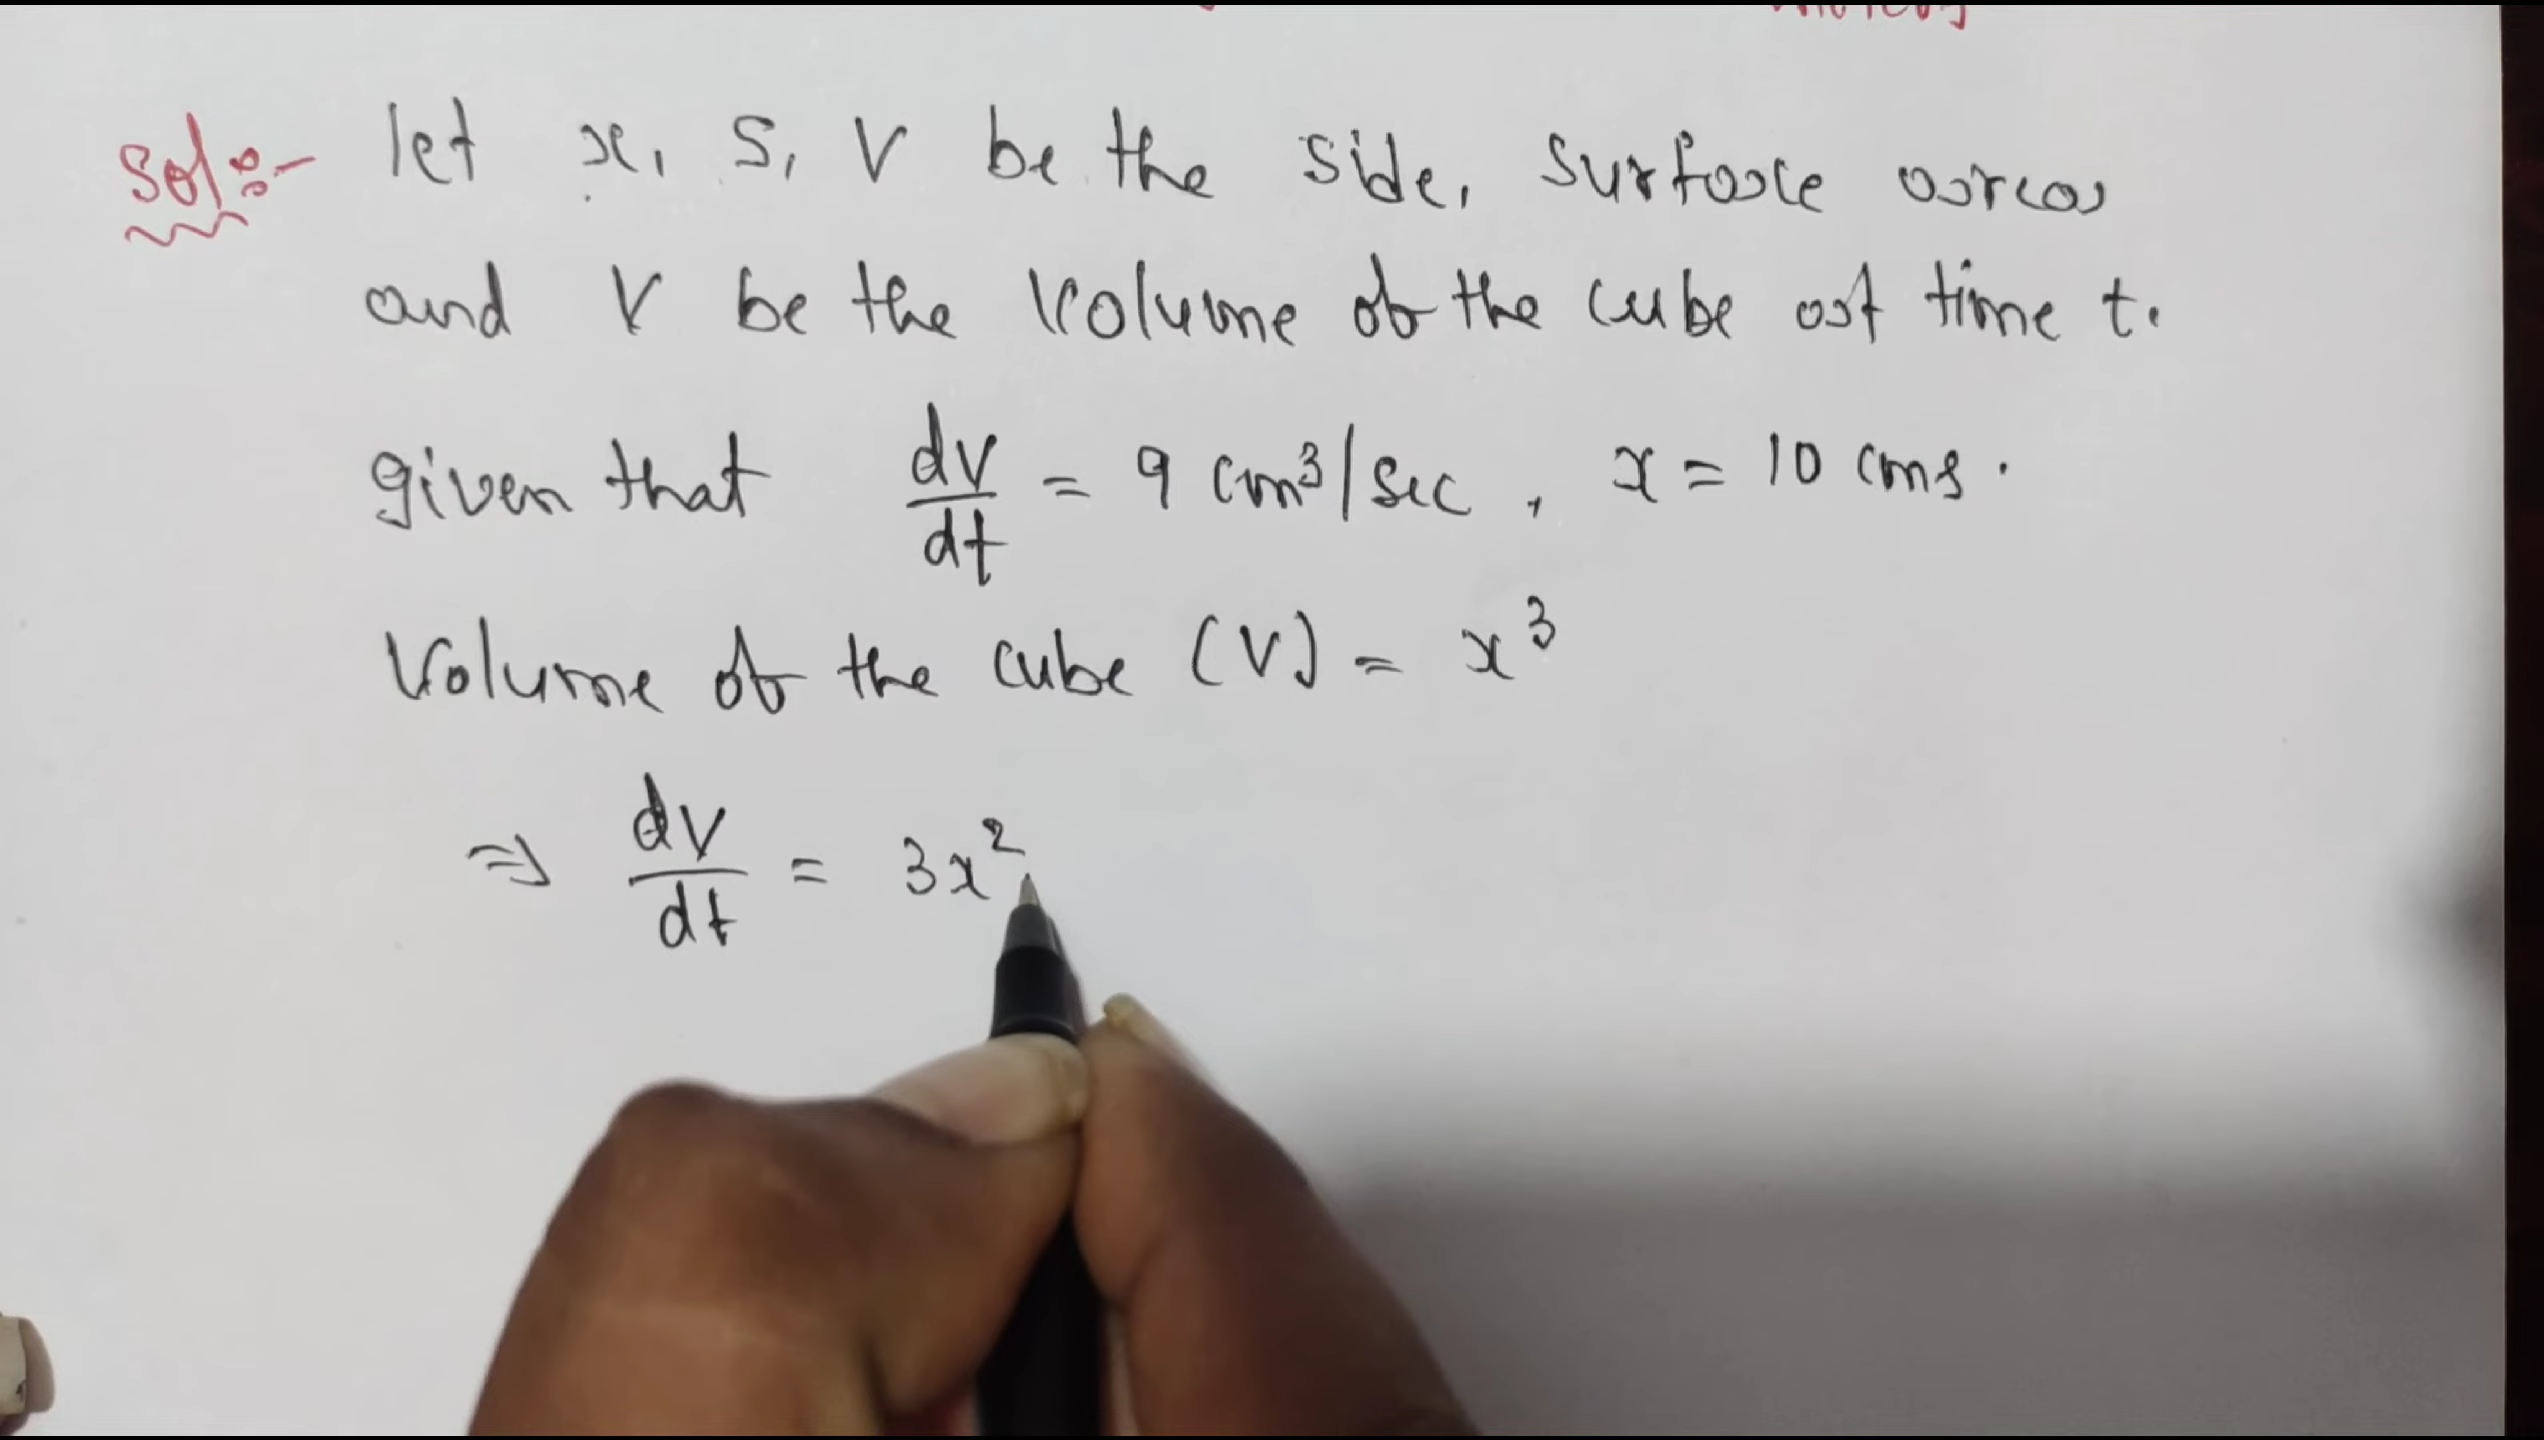 Sol:- let x, S, V be the side, surface area
and V be the volume of the cube at time t.
given that dV/dt = 9 cm³/sec, x = 10 cms.
Volume of the cube (V) = x³
⇒ dV/dt = 3x²